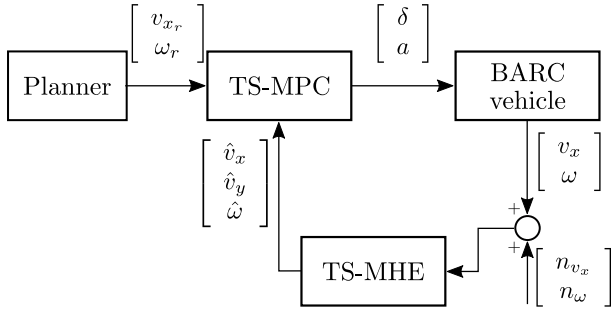 v_{x_r}
ω_r
δ
a
Planner
TS-MPC
BARC
vehicle
v̂_x
v̂_y
ω̂
v_x
ω
+
+
TS-MHE
n_{v_x}
n_ω